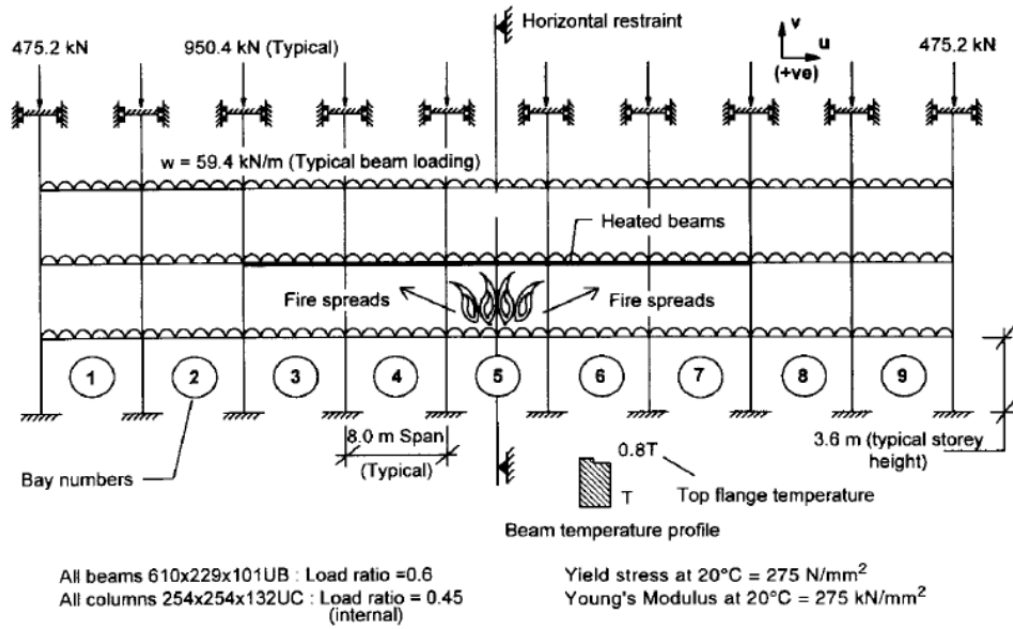 Horizontal restraint
475.2 kN
950.4 kN (Typical)
v
u
(+ve)
475.2 kN
w = 59.4 kN/m (Typical beam loading)
Heated beams
Fire spreads
Fire spreads
1
2
3
4
5
6
7
8
9
8.0 m Span
(Typical)
3.6 m (typical storey
height)
Bay numbers
0.8T
T
Top flange temperature
Beam temperature profile
All beams 610x229x101UB : Load ratio =0.6
All columns 254x254x132UC : Load ratio = 0.45
(internal)
Yield stress at 20°C = 275 N/mm²
Young's Modulus at 20°C = 275 kN/mm²